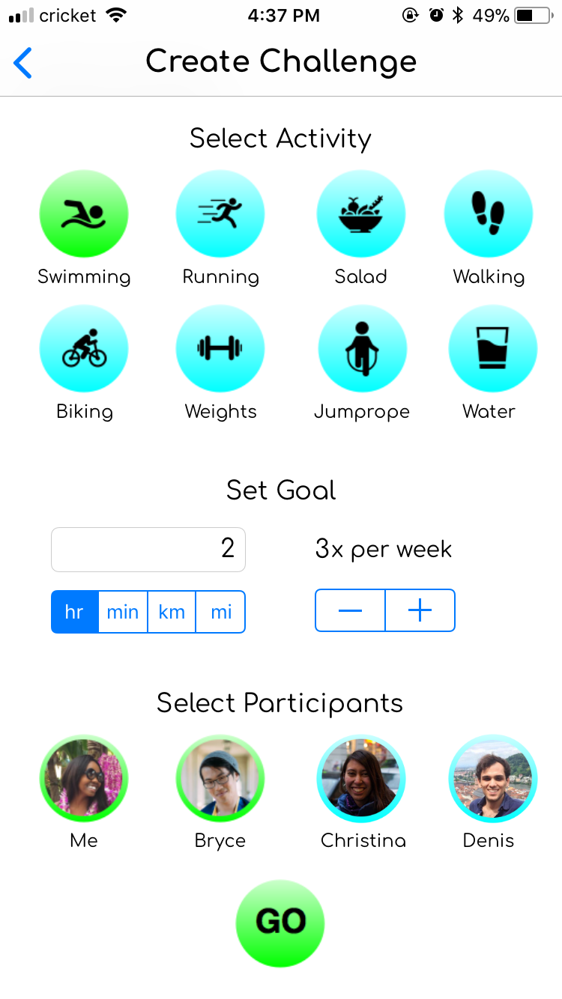 cricket 4:37 PM 49%
Create Challenge
Select Activity
Swimming Running Salad Walking
Biking Weights Jumprope Water
Set Goal
2 3x per week
hr min km mi − +
Select Participants
Me Bryce Christina Denis
GO